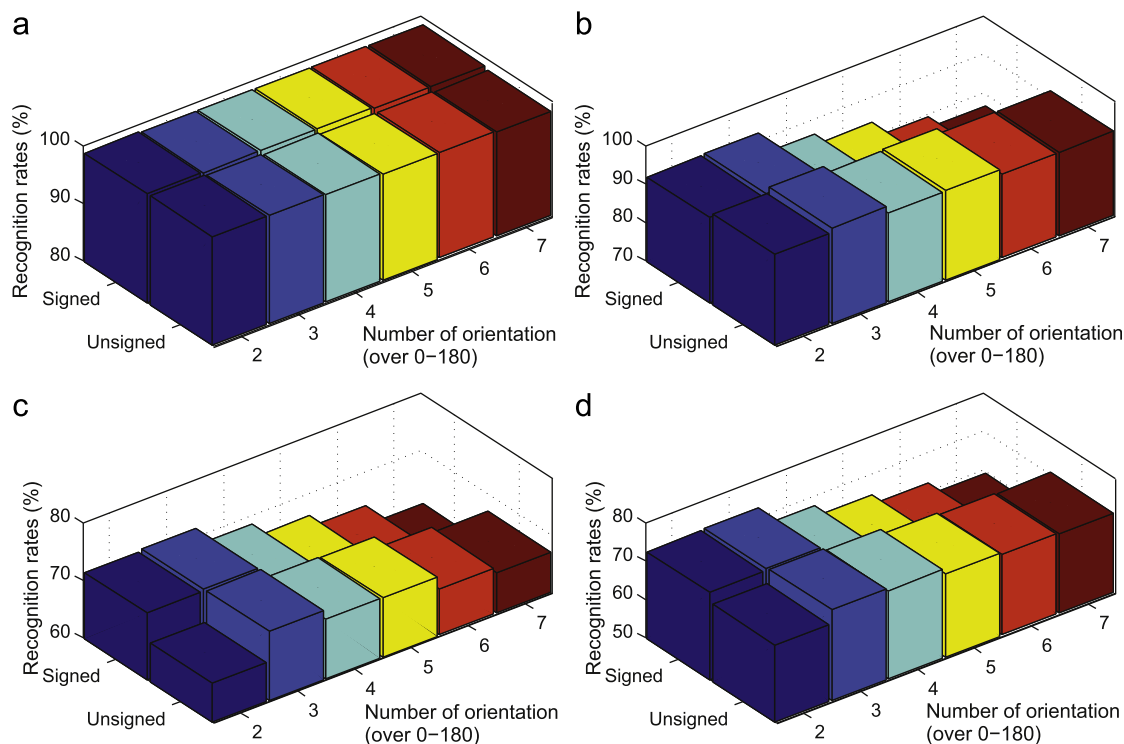 a
Recognition rates (%)
100
90
80
Signed
Unsigned
2
3
4
5
6
7
Number of orientation
(over 0−180)
b
Recognition rates (%)
100
90
80
70
Signed
Unsigned
2
3
4
5
6
7
Number of orientation
(over 0−180)
c
Recognition rates (%)
80
70
60
Signed
Unsigned
2
3
4
5
6
7
Number of orientation
(over 0−180)
d
Recognition rates (%)
80
70
60
50
Signed
Unsigned
2
3
4
5
6
7
Number of orientation
(over 0−180)